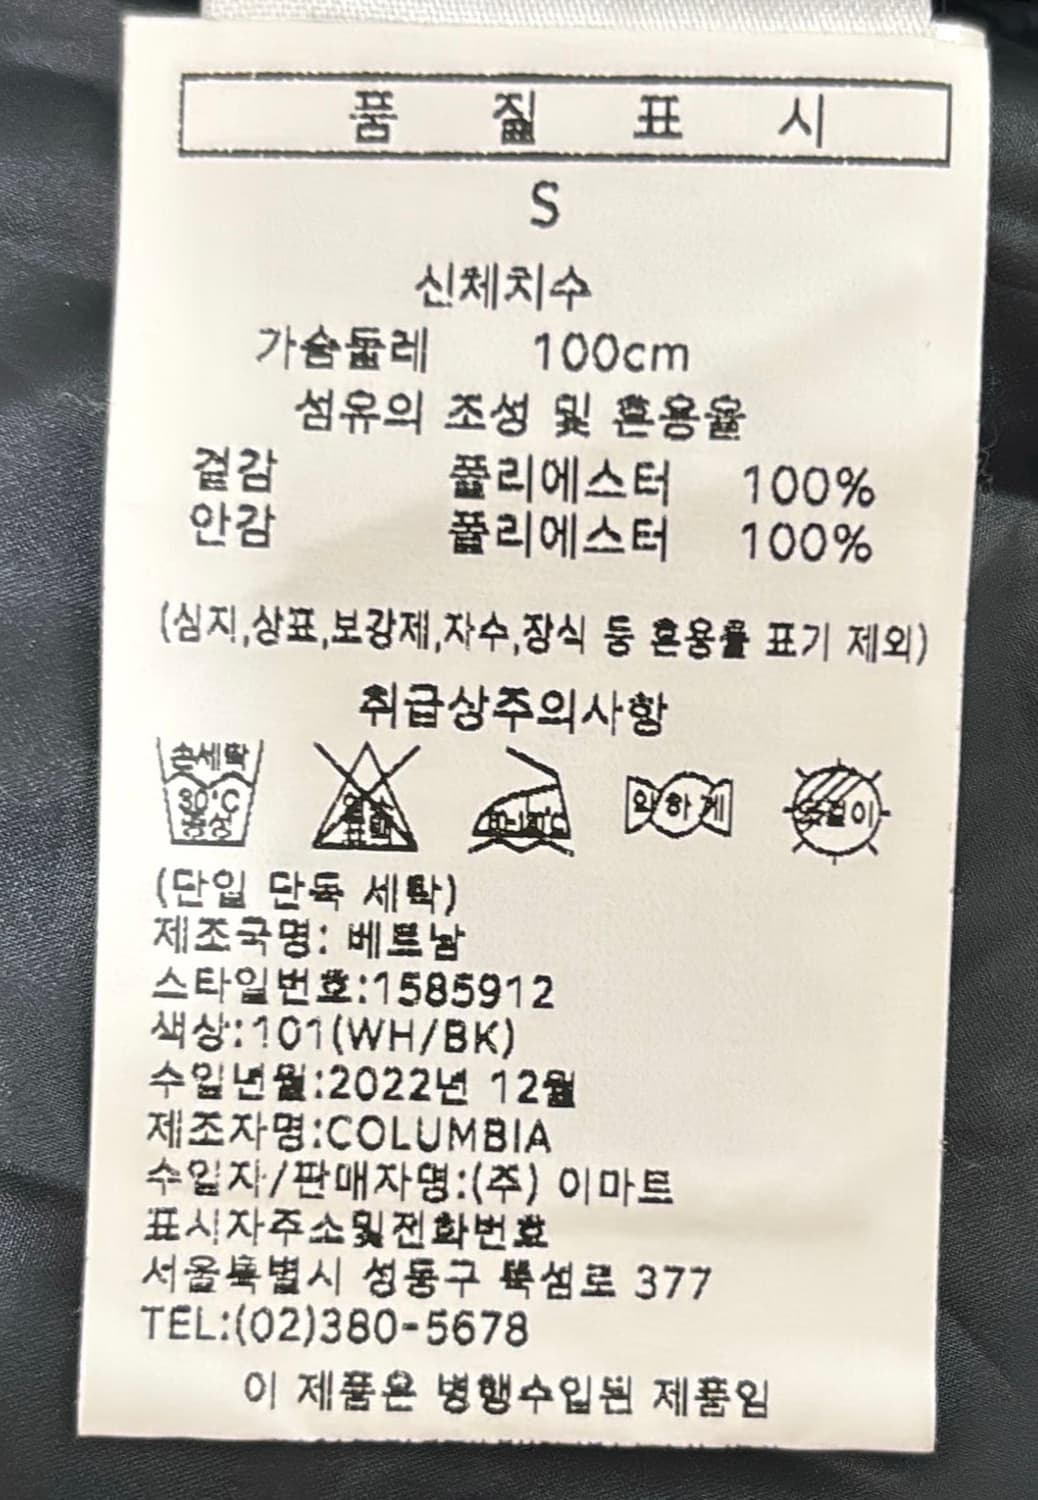 품 질 표 시
S
신체치수
가슴둘레 100cm
섬유의 조성 및 혼용율
겉감 폴리에스터 100%
안감 폴리에스터 100%
(심지,상표,보강제,자수,장식 등 혼용률 표기 제외)
취급상주의사항
손세탁 30°C 중성
염소 표백
약하게
옷걸이
(단일 단독 세탁)
제조국명: 베트남
스타일번호:1585912
색상:101(WH/BK)
수입년월:2022년 12월
제조자명:COLUMBIA
수입자/판매자명:(주) 이마트
표시자주소및전화번호
서울특별시 성동구 뚝섬로 377
TEL:(02)380-5678
이 제품은 병행수입된 제품임